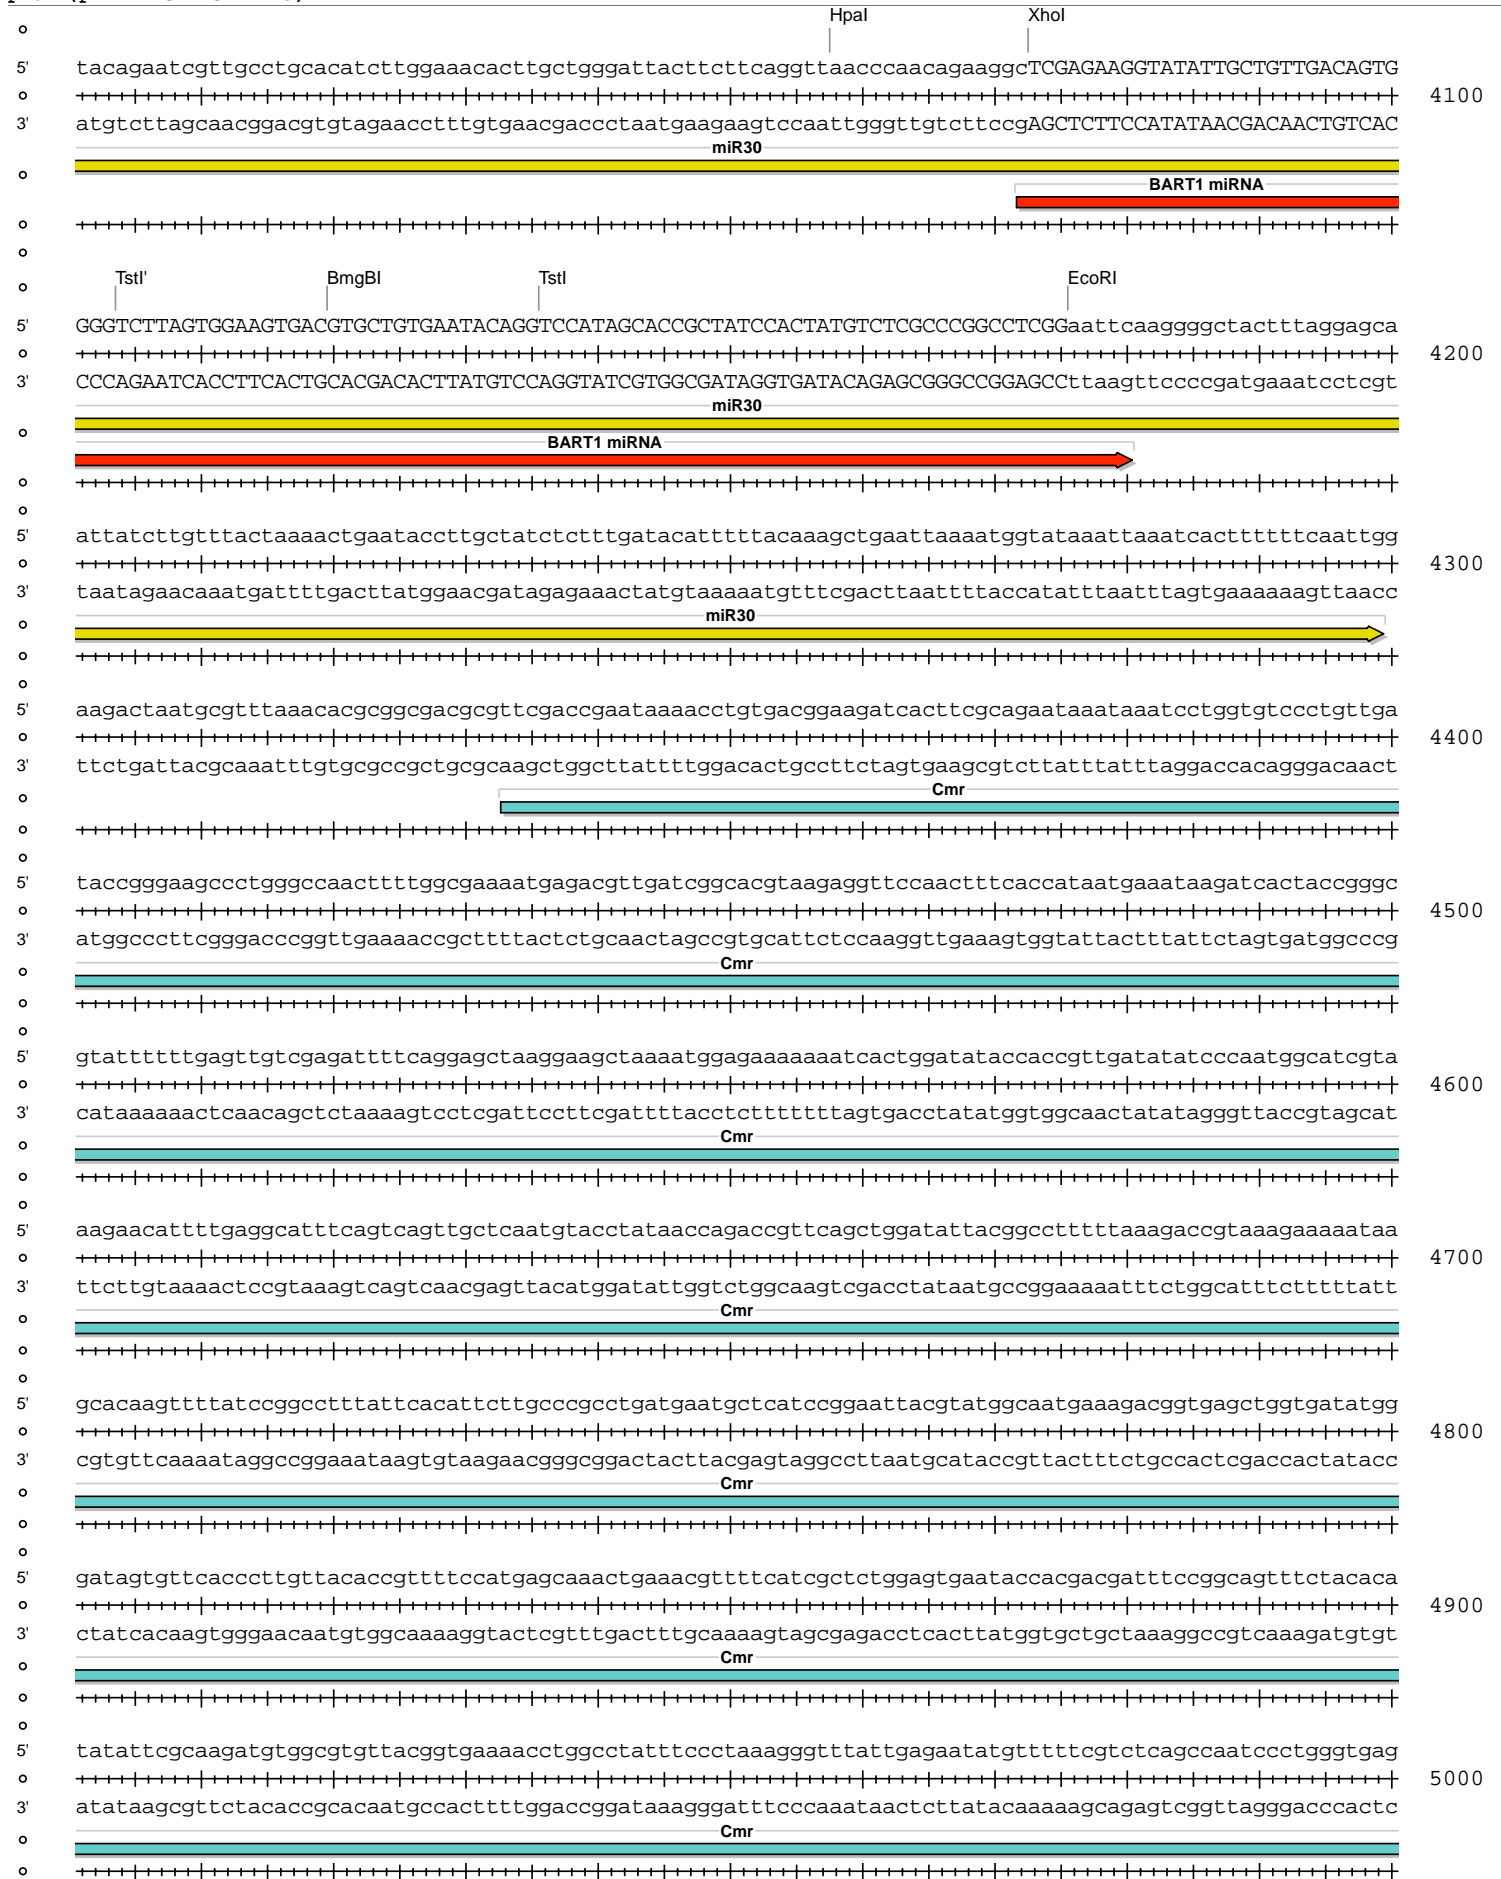 HpaI XhoI
5' tacagaatcgttgcctgcacatcttggaaacacttgctgggattacttcttcaggttaacccaacagaaggcTCGAGAAGGTATATTGCTGTTGACAGTG
4100
3' atgtcttagcaacggacgtgtagaacctttgtgaacgaccctaatgaagaagtccaattgggttgtcttccgAGCTCTTCCATATAACGACAACTGTCAC
miR30
BART1 miRNA
TstI' BmgBI TstI EcoRI
5' GGGTCTTAGTGGAAGTGACGTGCTGTGAATACAGGTCCATAGCACCGCTATCCACTATGTCTCGCCCGGCCTCGGaattcaaggggctactttaggagca
4200
3' CCCAGAATCACCTTCACTGCACGACACTTATGTCCAGGTATCGTGGCGATAGGTGATACAGAGCGGGCCGGAGCCttaagttccccgatgaaatcctcgt
miR30
BART1 miRNA
5' attatcttgtttactaaaactgaataccttgctatctctttgatacatttttacaaagctgaattaaaatggtataaattaaatcacttttttcaattgg
4300
3' taatagaacaaatgattttgacttatggaacgatagagaaactatgtaaaaatgtttcgacttaattttaccatatttaatttagtgaaaaaagttaacc
miR30
5' aagactaatgcgtttaaacacgcggcgacgcgttcgaccgaataaaacctgtgacggaagatcacttcgcagaataaataaatcctggtgtccctgttga
4400
3' ttctgattacgcaaatttgtgcgccgctgcgcaagctggcttattttggacactgccttctagtgaagcgtcttatttatttaggaccacagggacaact
Cmr
5' taccgggaagccctgggccaacttttggcgaaaatgagacgttgatcggcacgtaagaggttccaactttcaccataatgaaataagatcactaccgggc
4500
3' atggcccttcgggacccggttgaaaaccgcttttactctgcaactagccgtgcattctccaaggttgaaagtggtattactttattctagtgatggcccg
Cmr
5' gtattttttgagttgtcgagattttcaggagctaaggaagctaaaatggagaaaaaaatcactggatataccaccgttgatatatcccaatggcatcgta
4600
3' cataaaaaactcaacagctctaaaagtcctcgattccttcgattttacctctttttttagtgacctatatggtggcaactatatagggttaccgtagcat
Cmr
5' aagaacattttgaggcatttcagtcagttgctcaatgtacctataaccagaccgttcagctggatattacggcctttttaaagaccgtaaagaaaaataa
4700
3' ttcttgtaaaactccgtaaagtcagtcaacgagttacatggatattggtctggcaagtcgacctataatgccggaaaaatttctggcatttctttttatt
Cmr
5' gcacaagttttatccggcctttattcacattcttgcccgcctgatgaatgctcatccggaattacgtatggcaatgaaagacggtgagctggtgatatgg
4800
3' cgtgttcaaaataggccggaaataagtgtaagaacgggcggactacttacgagtaggccttaatgcataccgttactttctgccactcgaccactatacc
Cmr
5' gatagtgttcacccttgttacaccgttttccatgagcaaactgaaacgttttcatcgctctggagtgaataccacgacgatttccggcagtttctacaca
4900
3' ctatcacaagtgggaacaatgtggcaaaaggtactcgtttgactttgcaaaagtagcgagacctcacttatggtgctgctaaaggccgtcaaagatgtgt
Cmr
5' tatattcgcaagatgtggcgtgttacggtgaaaacctggcctatttccctaaagggtttattgagaatatgtttttcgtctcagccaatccctgggtgag
5000
3' atataagcgttctacaccgcacaatgccacttttggaccggataaagggatttcccaaataactcttatacaaaaagcagagtcggttagggacccactc
Cmr